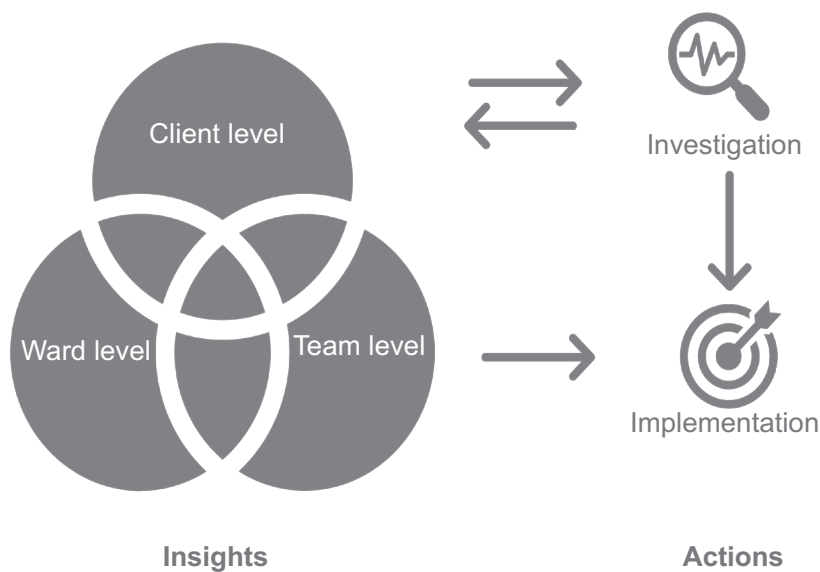 Client level
Investigation
Ward level
Team level
Implementation
Insights
Actions